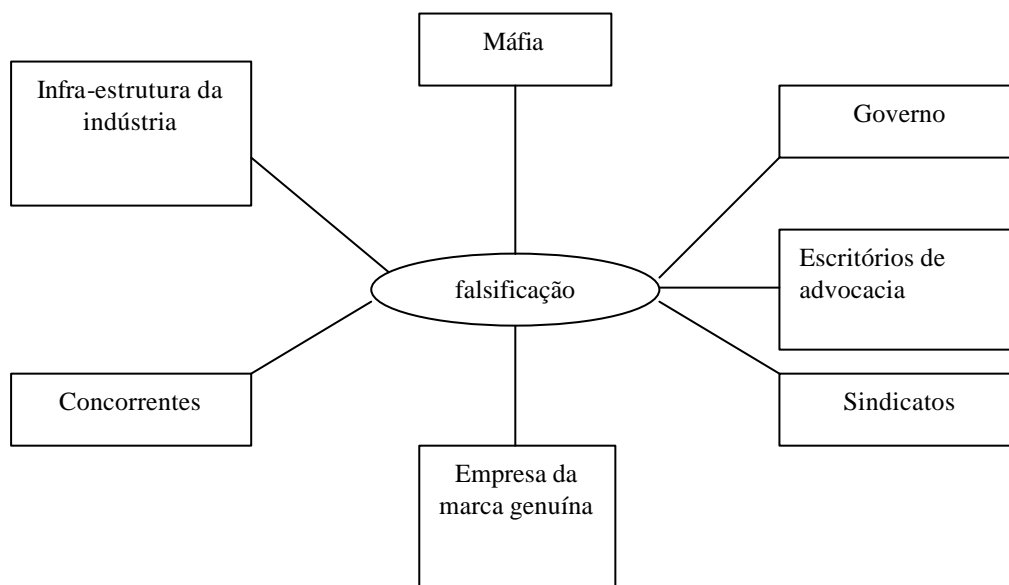 Máfia
Infra-estrutura da
indústria
Governo
Escritórios de
advocacia
falsificação
Concorrentes
Sindicatos
Empresa da
marca genuína